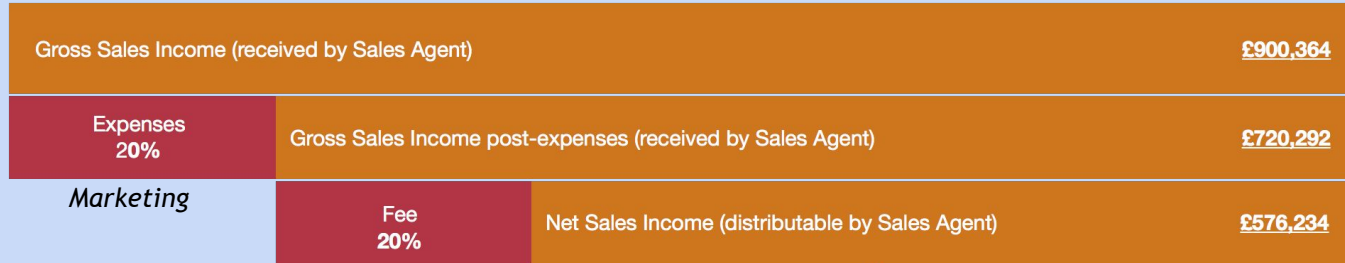 Gross Sales Income (received by Sales Agent) £900,364
Expenses
20%
Gross Sales Income post-expenses (received by Sales Agent) £720,292
Marketing
Fee
20%
Net Sales Income (distributable by Sales Agent) £576,234